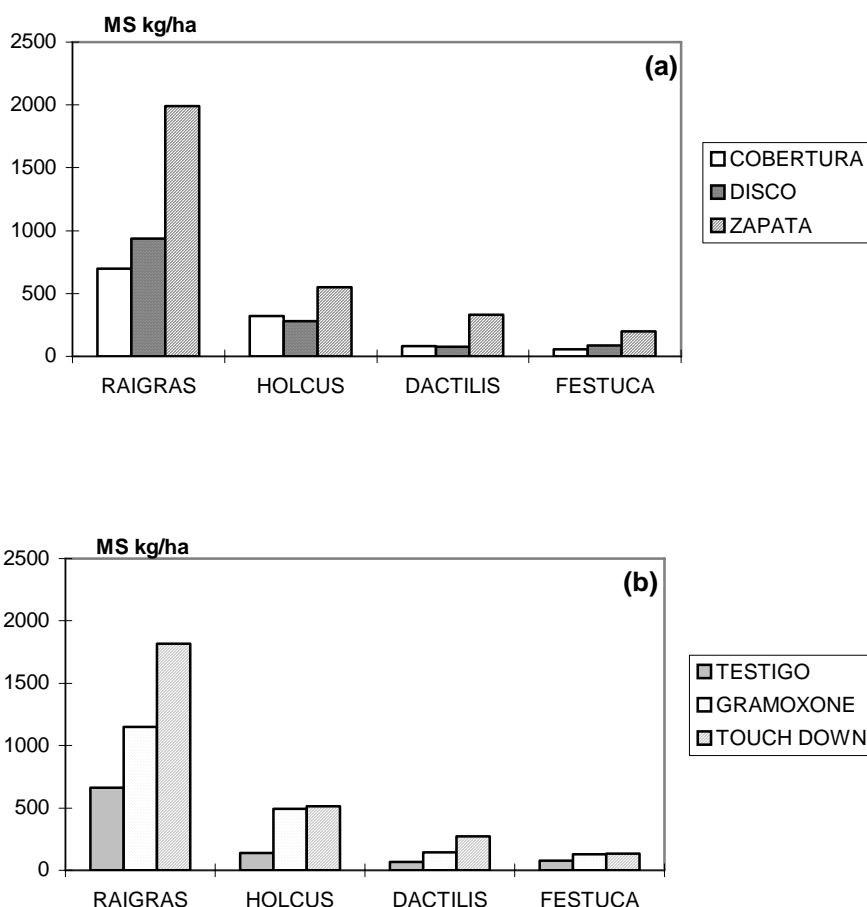 MS kg/ha
2500
(a)
2000
1500
COBERTURA
DISCO
1000
ZAPATA
500
0
RAIGRAS HOLCUS DACTILIS FESTUCA
MS kg/ha
2500
(b)
2000
TESTIGO
1500
GRAMOXONE
TOUCH DOWN
1000
500
0
RAIGRAS HOLCUS DACTILIS FESTUCA